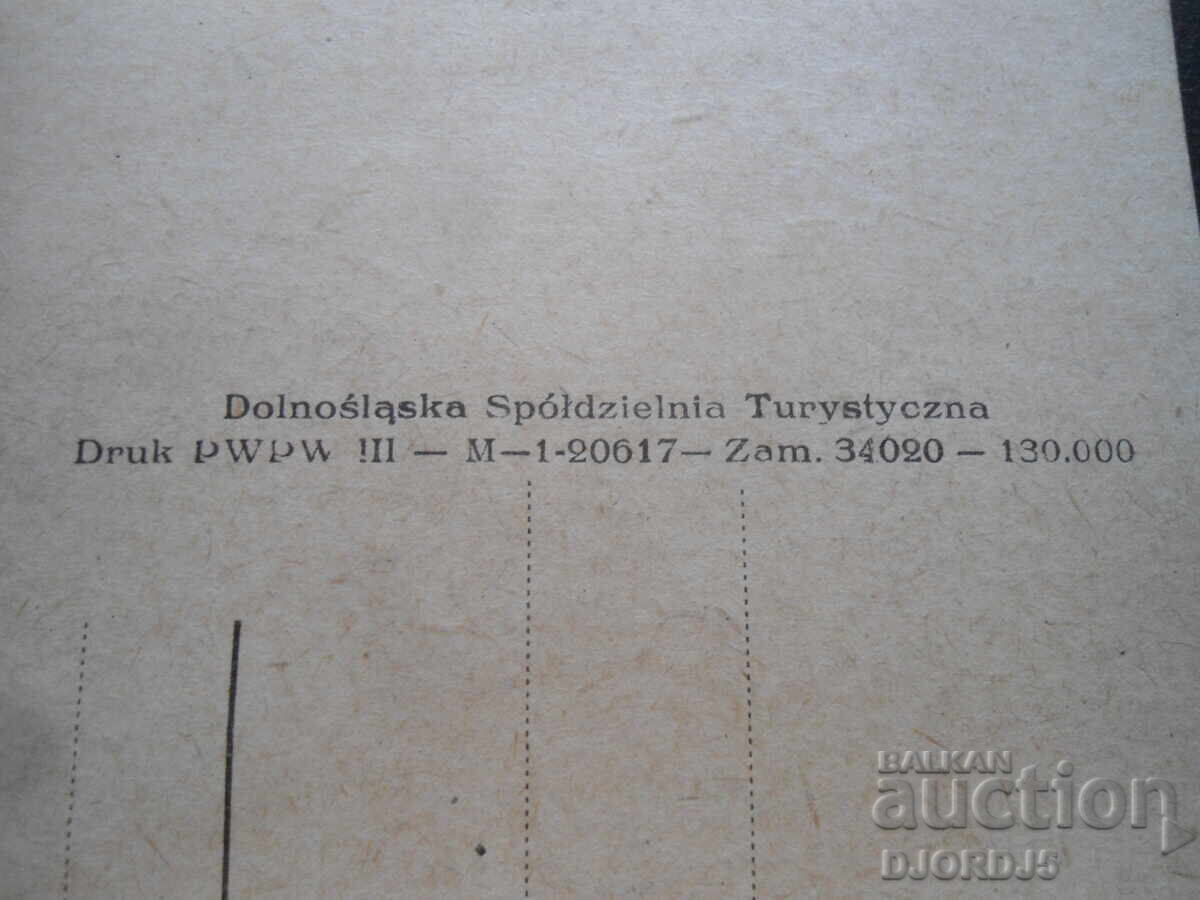 Dolnośląska Spółdzielnia Turystyczna
Druk PWPW III — M—1-20617— Zam. 34020 — 130.000
BALKAN
auction
DJORDJ5